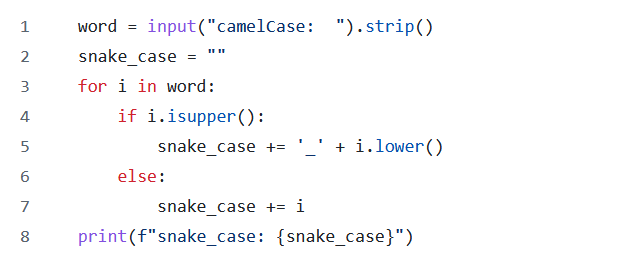 1 word = input("camelCase:  ").strip()
2 snake_case = ""
3 for i in word:
4     if i.isupper():
5         snake_case += '_' + i.lower()
6     else:
7         snake_case += i
8 print(f"snake_case: {snake_case}")